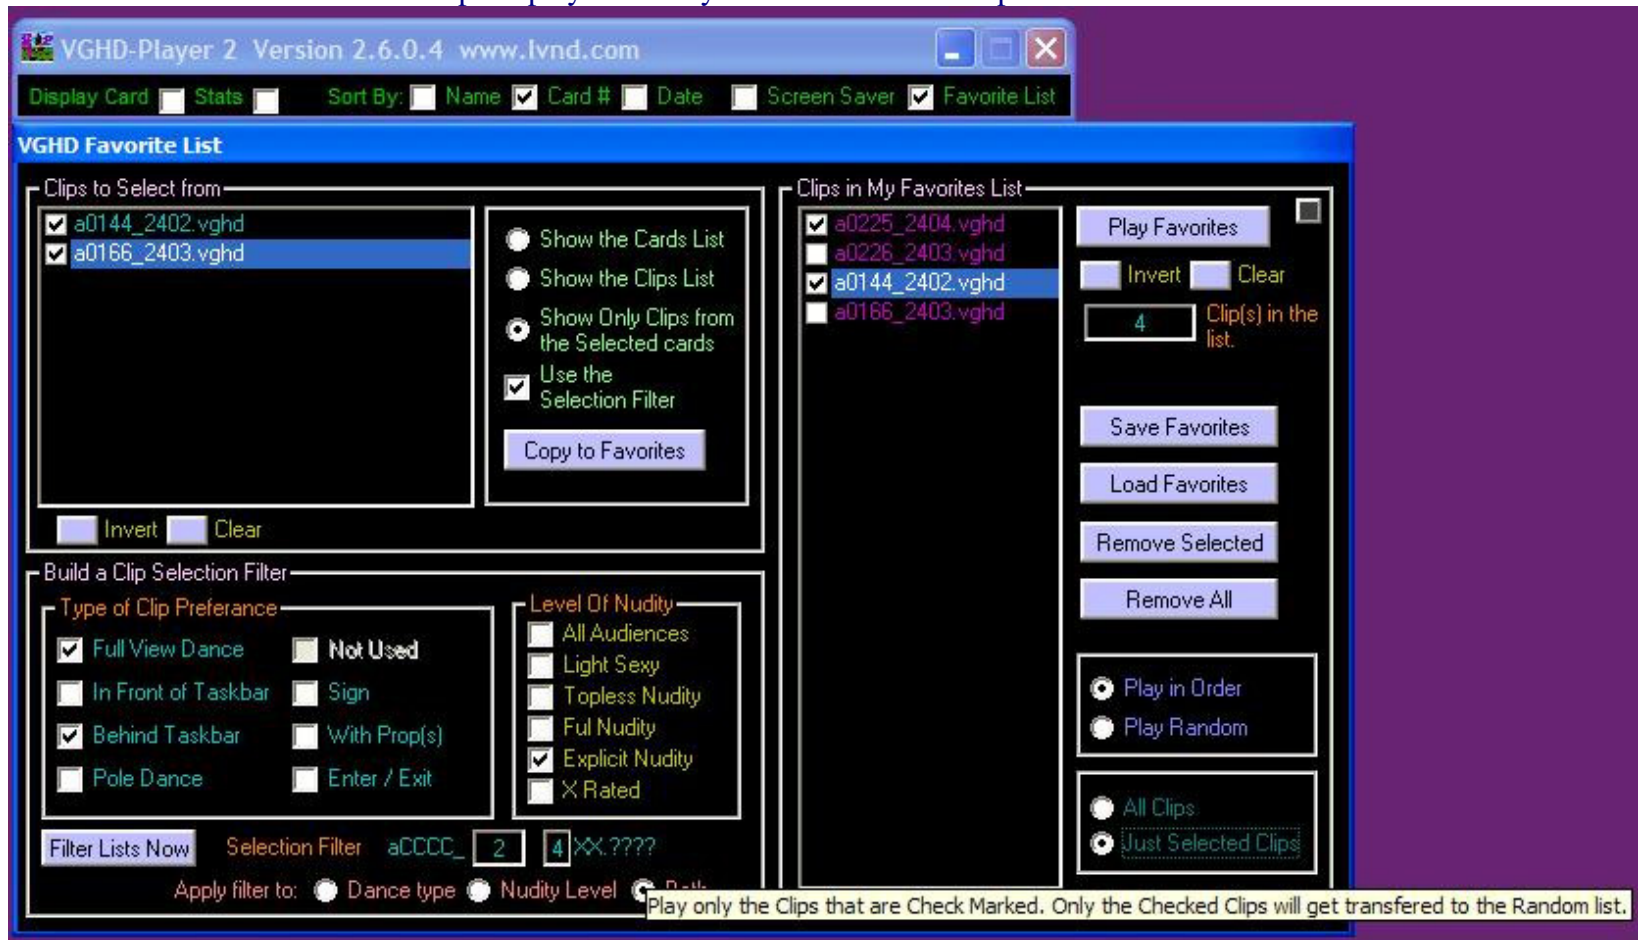 VGHD-Player 2 Version 2.6.0.4 www.lvnd.com
Display Card Stats Sort By: Name Card # Date Screen Saver Favorite List
VGHD Favorite List
Clips to Select from
a0144_2402.vghd
a0166_2403.vghd
Show the Cards List
Show the Clips List
Show Only Clips from
the Selected cards
Use the
Selection Filter
Copy to Favorites
Invert Clear
Clips in My Favorites List
a0225_2404.vghd
a0226_2403.vghd
a0144_2402.vghd
a0166_2403.vghd
Play Favorites
Invert Clear
4 Clip(s) in the
list.
Save Favorites
Load Favorites
Remove Selected
Remove All
Play in Order
Play Random
All Clips
Just Selected Clips
Build a Clip Selection Filter
Type of Clip Preferance
Full View Dance Not Used
In Front of Taskbar Sign
Behind Taskbar With Prop(s)
Pole Dance Enter / Exit
Level Of Nudity
All Audiences
Light Sexy
Topless Nudity
Ful Nudity
Explicit Nudity
X Rated
Filter Lists Now Selection Filter aCCCC_ 2 4 XX.????
Apply filter to: Dance type Nudity Level
Play only the Clips that are Check Marked. Only the Checked Clips will get transfered to the Random list.